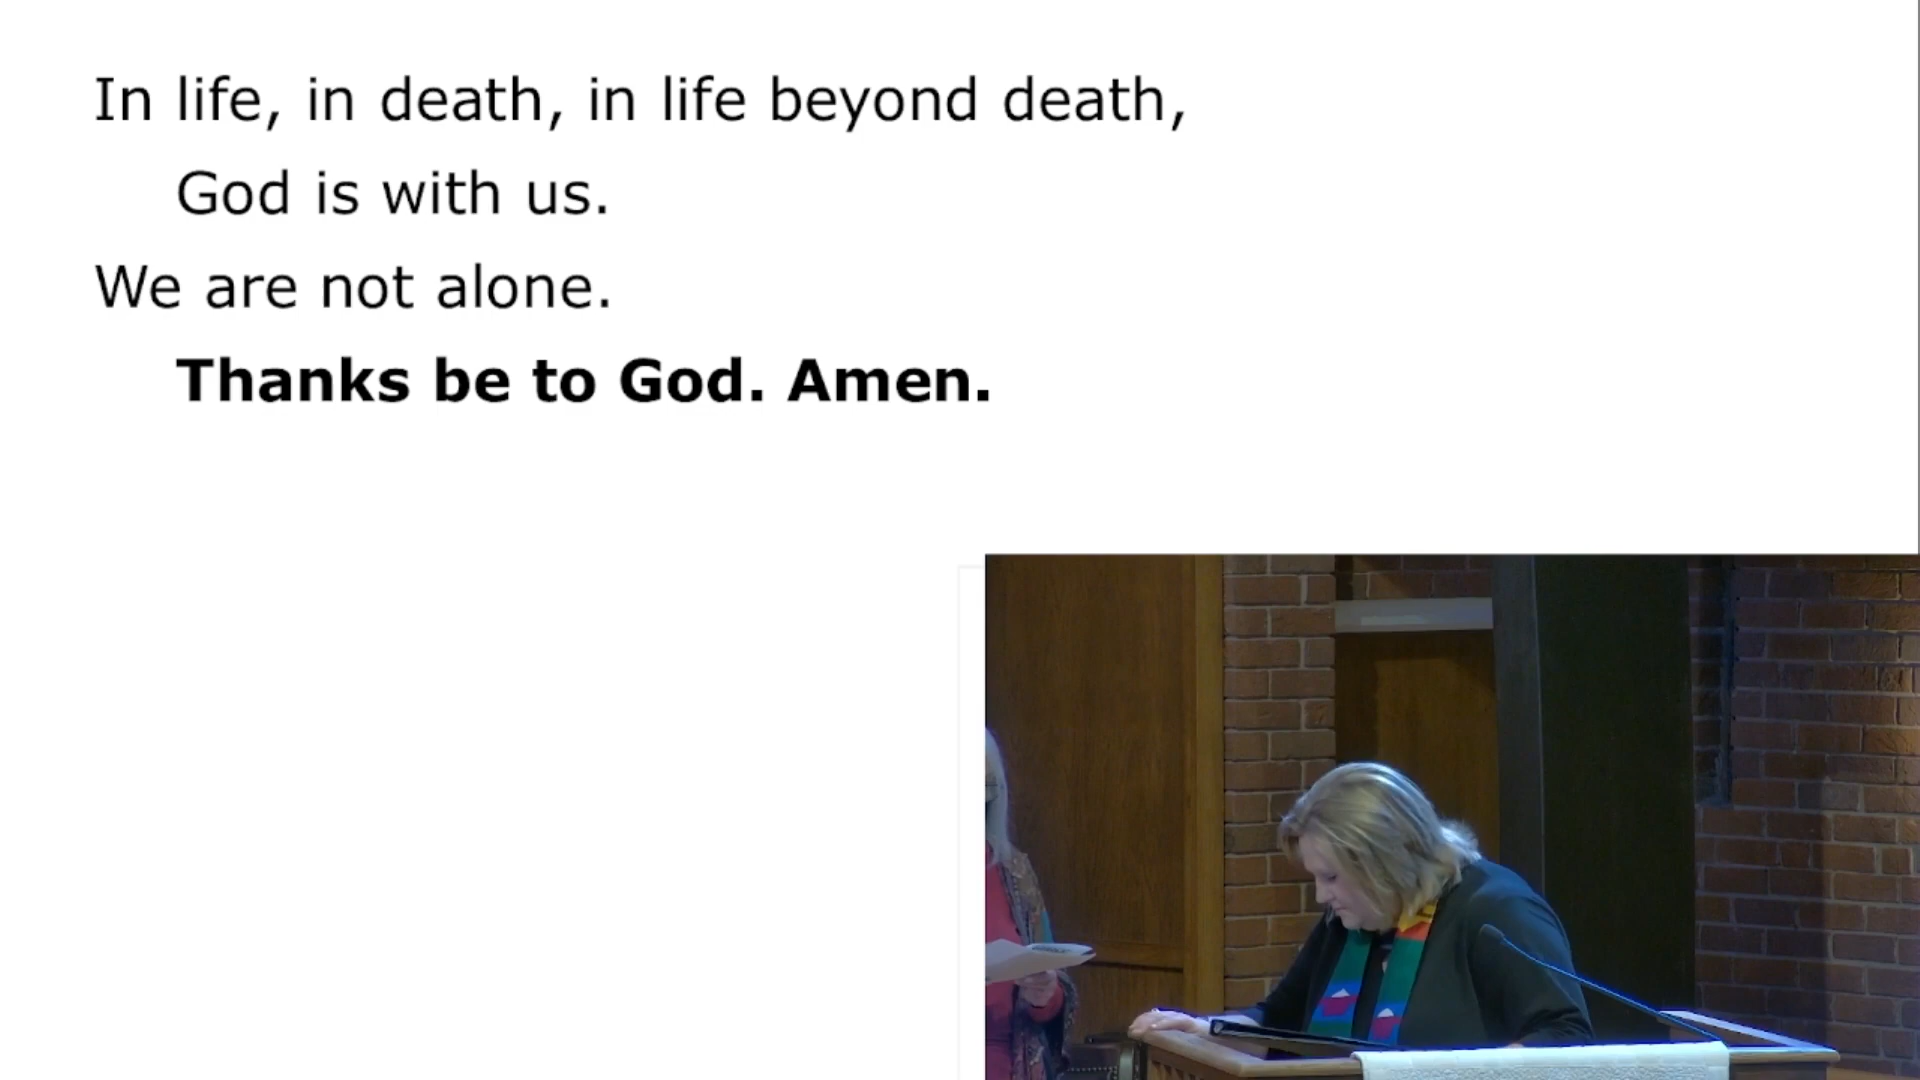 In life, in death, in life beyond death,
God is with us.
We are not alone.
Thanks be to God. Amen.